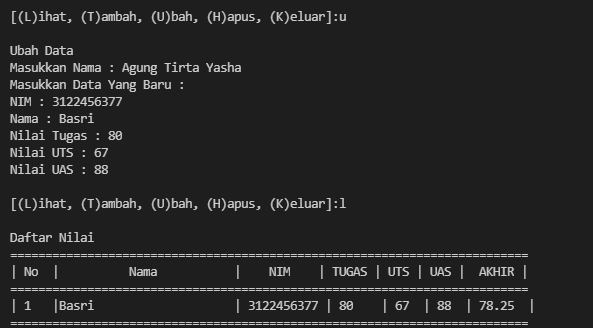 [(L)ihat, (T)ambah, (U)bah, (H)apus, (K)eluar]:u
Ubah Data
Masukkan Nama : Agung Tirta Yasha
Masukkan Data Yang Baru :
NIM : 3122456377
Nama : Basri
Nilai Tugas : 80
Nilai UTS : 67
Nilai UAS : 88
[(L)ihat, (T)ambah, (U)bah, (H)apus, (K)eluar]:l
Daftar Nilai
==========================================================================
| No  |          Nama           |    NIM     | TUGAS | UTS | UAS |  AKHIR |
==========================================================================
| 1   |Basri                    | 3122456377 | 80    | 67  | 88  | 78.25  |
==========================================================================